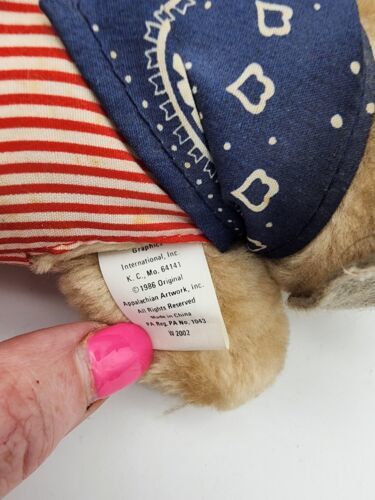 Graphics
International, Inc.
K. C., Mo. 64141
©1986 Original
Appalachian Artwork, Inc.
All Rights Reserved
Made in China
PA Reg. PA No. 1043
W 2002